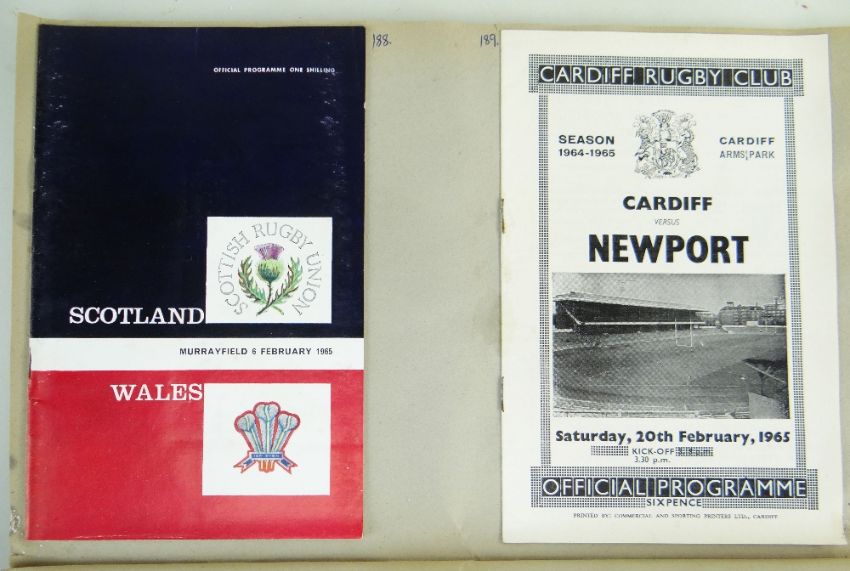 188.
OFFICIAL PROGRAMME ONE SHILLING
SCOTTISH RUGBY UNION
SCOTLAND
MURRAYFIELD 6 FEBRUARY 1965
WALES
189.
CARDIFF RUGBY CLUB
SEASON
1964-1965
CARDIFF
ARMS PARK
CARDIFF
VERSUS
NEWPORT
Saturday, 20th February, 1965
KICK-OFF
3.30 p.m.
OFFICIAL PROGRAMME
SIXPENCE
PRINTED BY: COMMERCIAL AND SPORTING PRINTERS LTD., CARDIFF